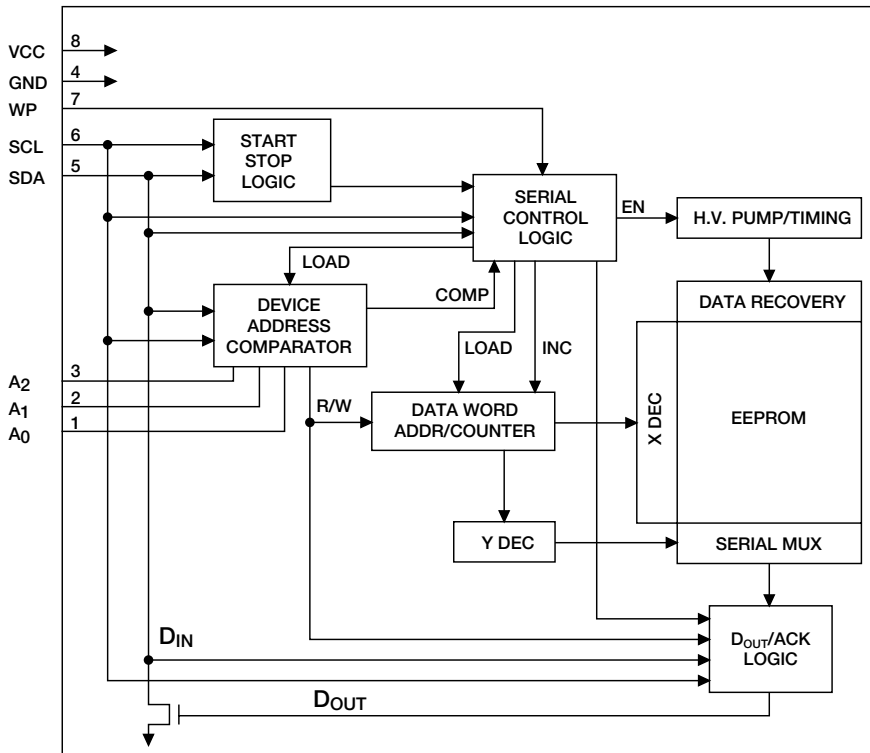 VCC 8
GND 4
WP 7
SCL 6
SDA 5
START
STOP
LOGIC
SERIAL
CONTROL
LOGIC
EN
H.V. PUMP/TIMING
LOAD
COMP
DEVICE
ADDRESS
COMPARATOR
DATA RECOVERY
LOAD
INC
A2 3
A1 2
A0 1
R/W
DATA WORD
ADDR/COUNTER
X DEC
EEPROM
Y DEC
SERIAL MUX
DIN
DOUT/ACK
LOGIC
DOUT